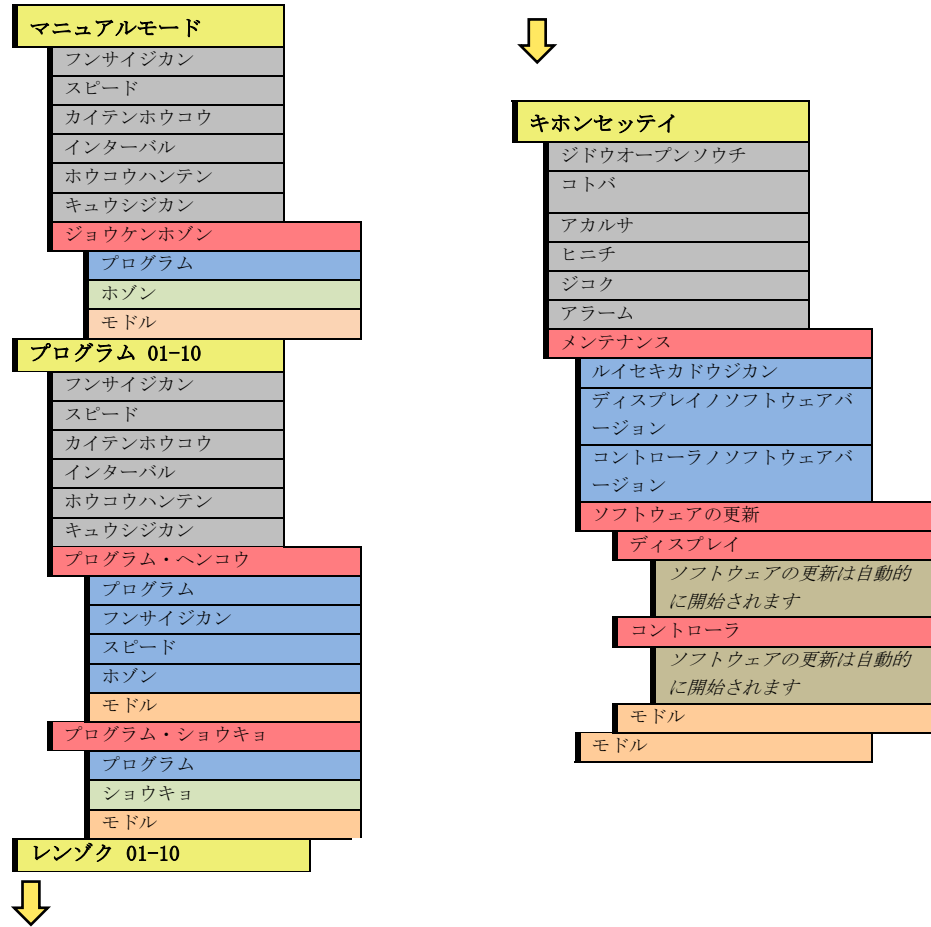 マニュアルモード
フンサイジカン
スピード
カイテンホウコウ
インターバル
ホウコウハンテン
キュウシジカン
ジョウケンホゾン
プログラム
ホゾン
モドル
プログラム 01-10
フンサイジカン
スピード
カイテンホウコウ
インターバル
ホウコウハンテン
キュウシジカン
プログラム・ヘンコウ
プログラム
フンサイジカン
スピード
ホゾン
モドル
プログラム・ショウキョ
プログラム
ショウキョ
モドル
レンゾク 01-10
キホンセッテイ
ジドウオープンソウチ
コトバ
アカルサ
ヒニチ
ジコク
アラーム
メンテナンス
ルイセキカドウジカン
ディスプレイノソフトウェアバ
ージョン
コントローラノソフトウェアバ
ージョン
ソフトウェアの更新
ディスプレイ
ソフトウェアの更新は自動的
に開始されます
コントローラ
ソフトウェアの更新は自動的
に開始されます
モドル
モドル